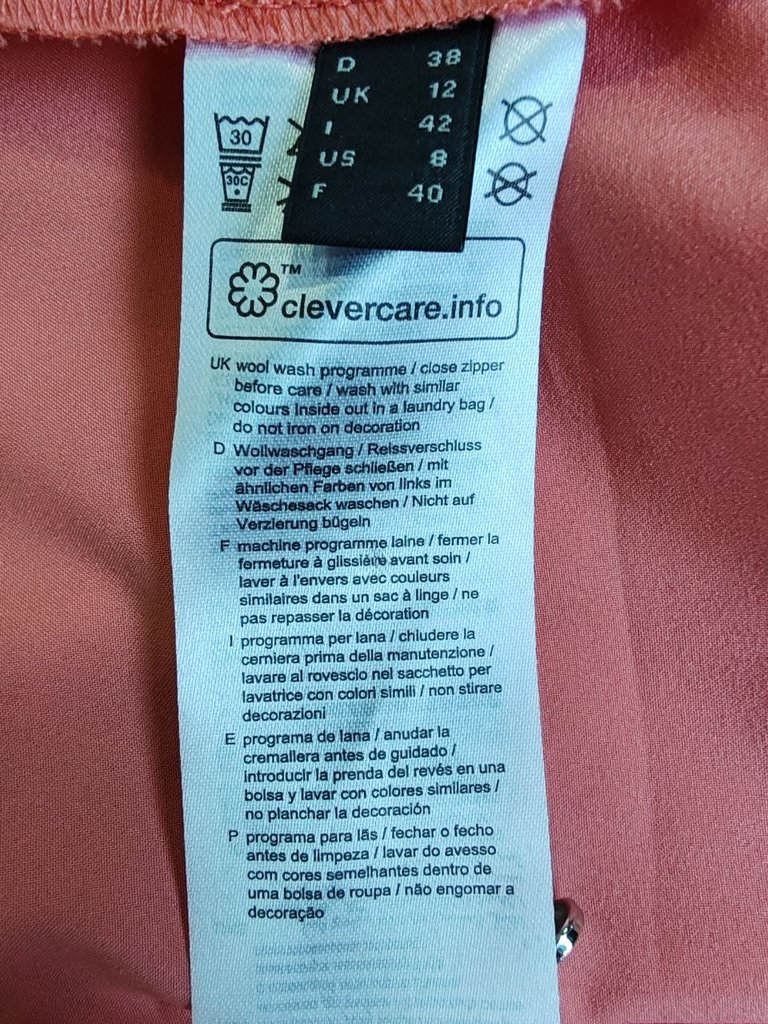 D 38
UK 12
I 42
US 8
F 40
30
30C
TM
clevercare.info
UK wool wash programme / close zipper
before care / wash with similar
colours inside out in a laundry bag /
do not iron on decoration
D Wollwaschgang / Reissverschluss
vor der Pflege schließen / mit
ähnlichen Farben von links im
Wäschesack waschen / Nicht auf
Verzierung bügeln
F machine programme laine / fermer la
fermeture à glissière avant soin /
laver à l'envers avec couleurs
similaires dans un sac à linge / ne
pas repasser la décoration
I programma per lana / chiudere la
cerniera prima della manutenzione /
lavare al rovescio nel sacchetto per
lavatrice con colori simili / non stirare
decorazioni
E programa de lana / anudar la
cremallera antes de guidado /
introducir la prenda del revés en una
bolsa y lavar con colores similares /
no planchar la decoración
P programa para lãs / fechar o fecho
antes de limpeza / lavar do avesso
com cores semelhantes dentro de
uma bolsa de roupa / não engomar a
decoração